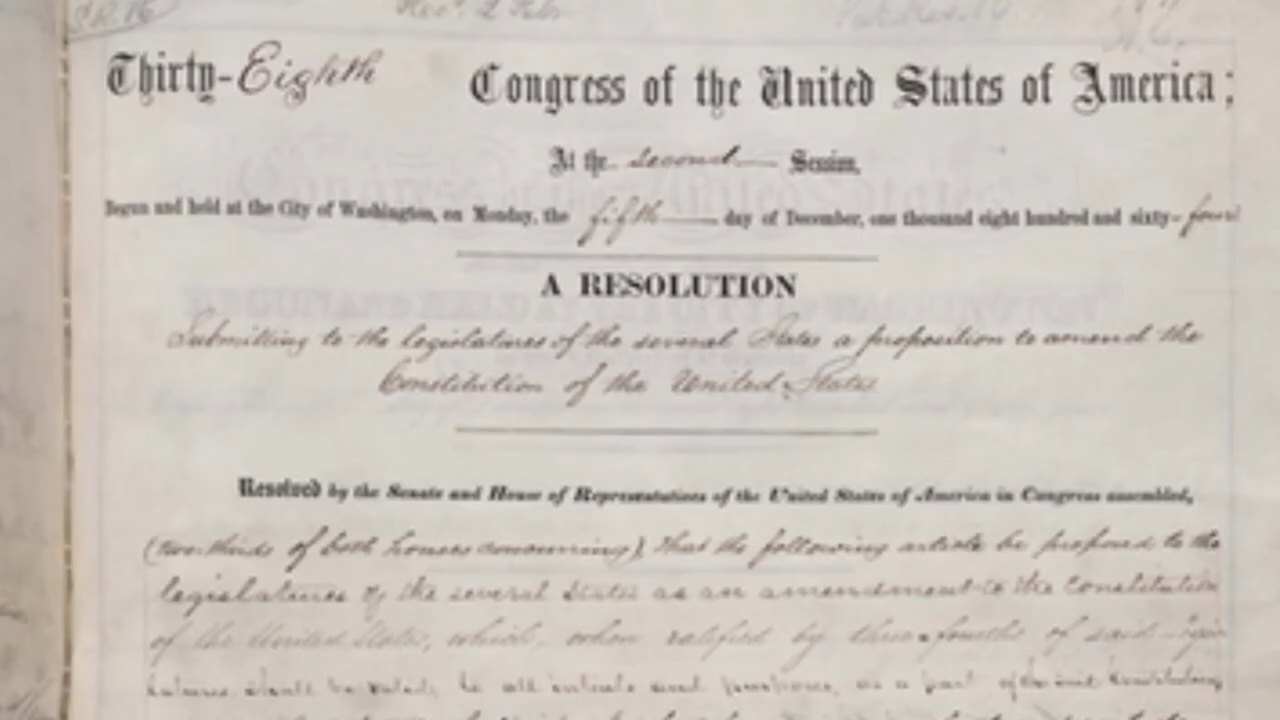 Thirty-Eighth Congress of the United States of America;
At the second Session,
Begun and held at the City of Washington, on Monday, the fifth day of December, one thousand eight hundred and sixty-four
A RESOLUTION
Submitting to the legislatures of the several States a proposition to amend the
Constitution of the United States
Resolved by the Senate and House of Representatives of the United States of America in Congress assembled,
(two-thirds of both houses concurring), that the following article be proposed to the
legislatures of the several States as an amendment to the Constitution
of the United States, which, when ratified by three-fourths of said legis-
latures shall be valid, to all intents and purposes, as a part of the said Constitution,